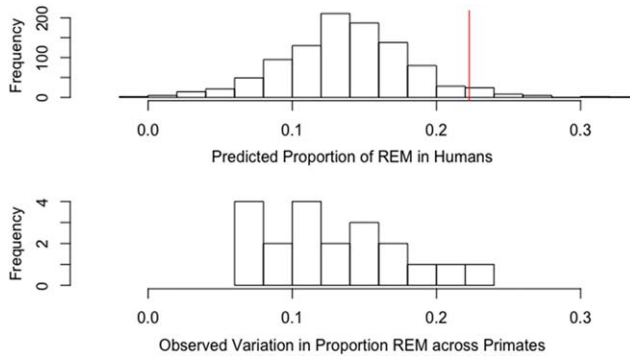 Frequency
0 100 200
0.0 0.1 0.2 0.3
Predicted Proportion of REM in Humans
Frequency
0 2 4
0.0 0.1 0.2 0.3
Observed Variation in Proportion REM across Primates